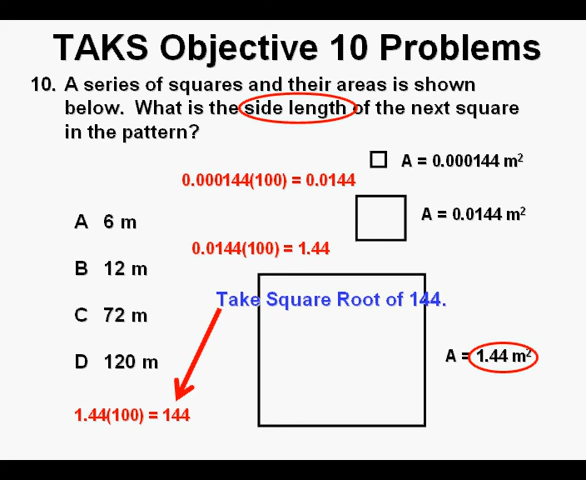 TAKS Objective 10 Problems
10. A series of squares and their areas is shown
below. What is the side length of the next square
in the pattern?
A = 0.000144 m²
0.000144(100) = 0.0144
A 6 m
A = 0.0144 m²
0.0144(100) = 1.44
B 12 m
Take Square Root of 144.
C 72 m
A = 1.44 m²
D 120 m
1.44(100) = 144